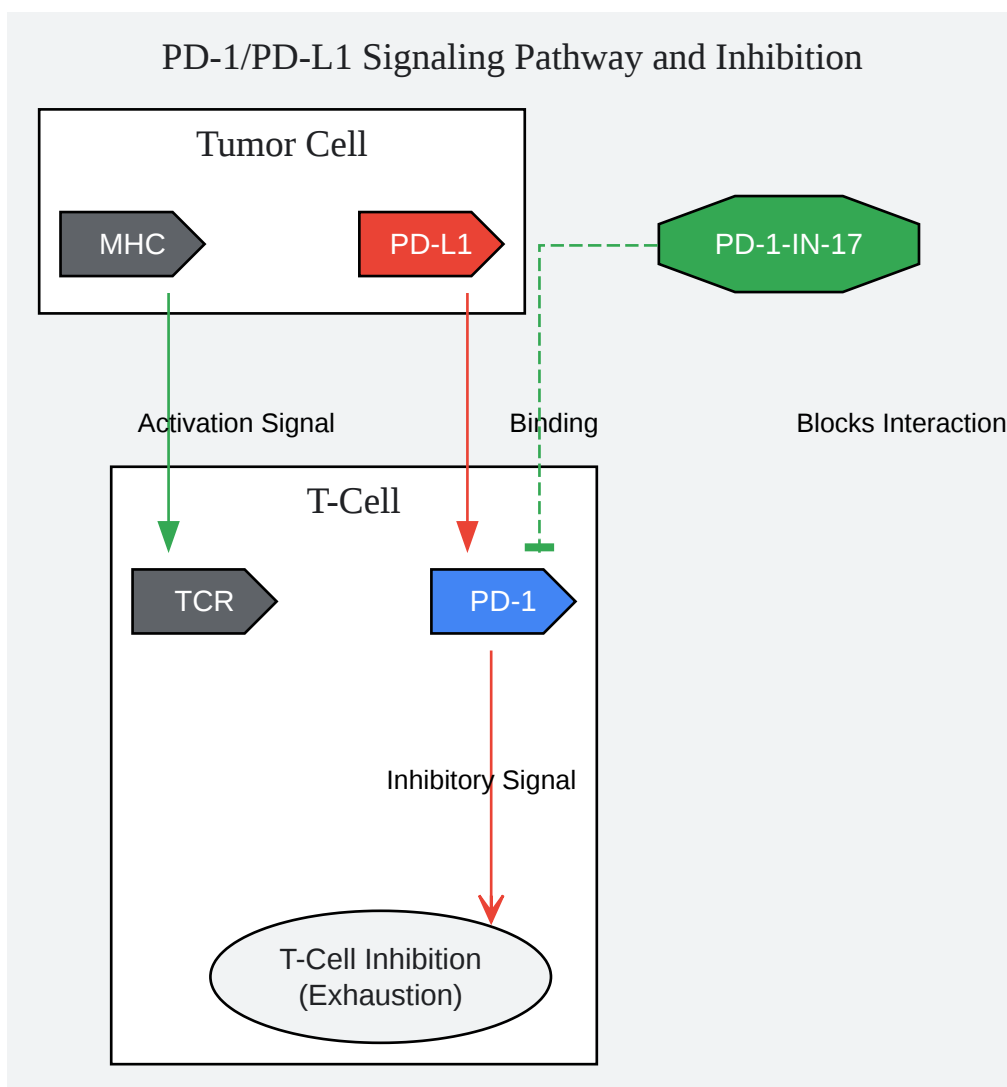 PD-1/PD-L1 Signaling Pathway and Inhibition
Tumor Cell
MHC
PD-L1
PD-1-IN-17
Activation Signal
Binding
Blocks Interaction
T-Cell
TCR
PD-1
Inhibitory Signal
T-Cell Inhibition
(Exhaustion)